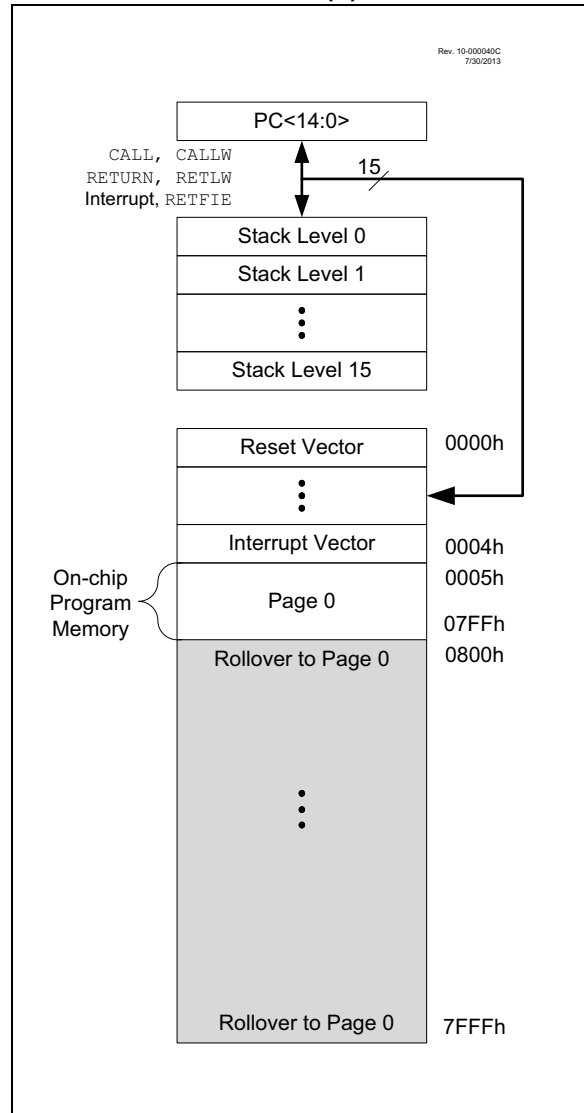 Rev. 10-000040C
7/30/2013
PC<14:0>
CALL, CALLW
RETURN, RETLW
Interrupt, RETFIE
15
Stack Level 0
Stack Level 1
Stack Level 15
Reset Vector
0000h
Interrupt Vector
0004h
On-chip
Program
Memory
Page 0
0005h
07FFh
Rollover to Page 0
0800h
Rollover to Page 0
7FFFh